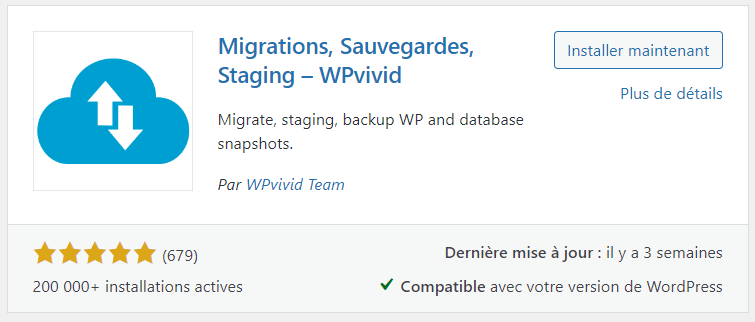 Migrations, Sauvegardes,
Staging – WPvivid
Installer maintenant
Plus de détails
Migrate, staging, backup WP and database
snapshots.
Par WPvivid Team
(679)
Dernière mise à jour : il y a 3 semaines
200 000+ installations actives
Compatible avec votre version de WordPress